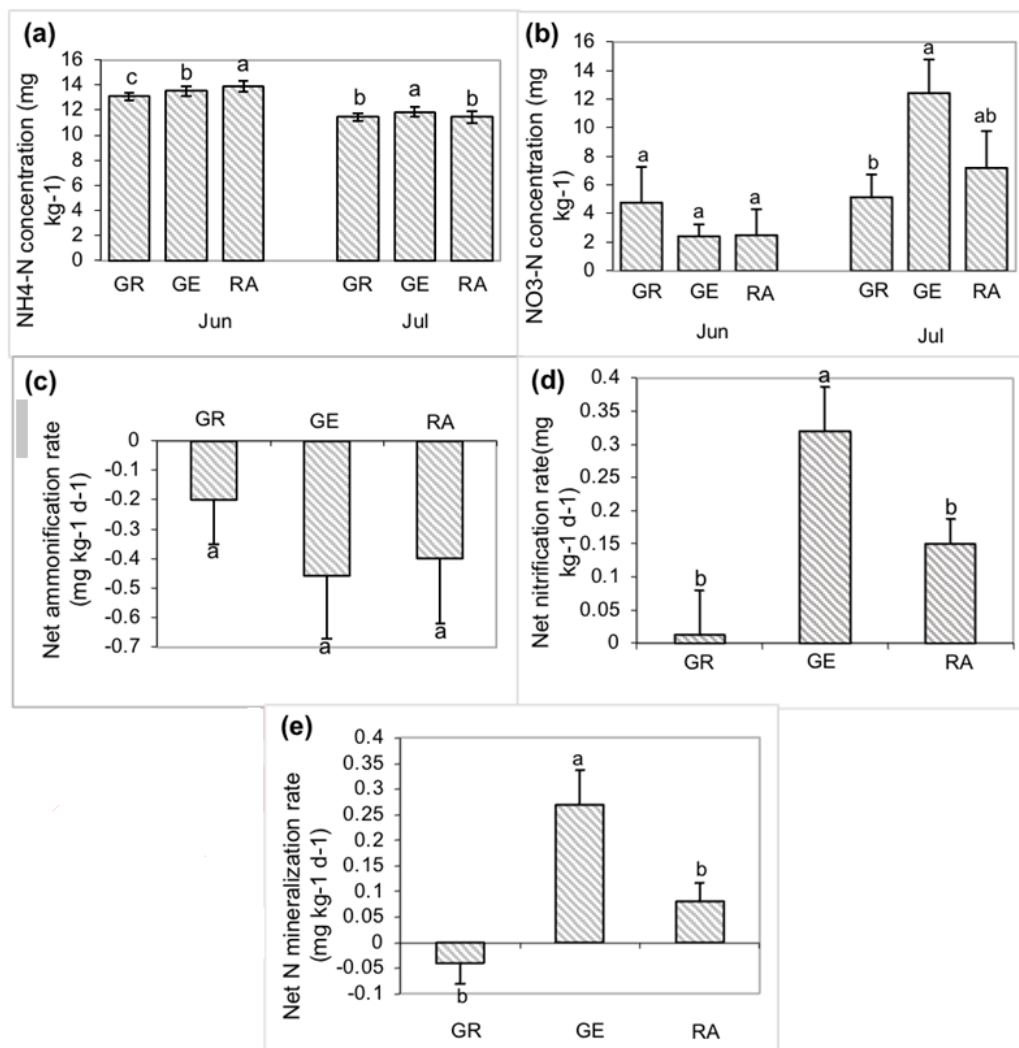 (a)
NH4-N concentration (mg
kg-1)
16
14
12
10
8
6
4
2
0
c
b
a
b
a
b
GR
GE
RA
GR
GE
RA
Jun
Jul
(b)
NO3-N concentration (mg
kg-1)
16
14
12
10
8
6
4
2
0
a
a
a
b
a
ab
GR
GE
RA
GR
GE
RA
Jun
Jul
(c)
Net ammonification rate
(mg kg-1 d-1)
0
-0.1
-0.2
-0.3
-0.4
-0.5
-0.6
-0.7
GR
GE
RA
a
a
a
(d)
Net nitrification rate(mg
kg-1 d-1)
0.4
0.35
0.3
0.25
0.2
0.15
0.1
0.05
0
b
a
b
GR
GE
RA
(e)
Net N mineralization rate
(mg kg-1 d-1)
0.4
0.35
0.3
0.25
0.2
0.15
0.1
0.05
0
-0.05
-0.1
b
a
b
GR
GE
RA